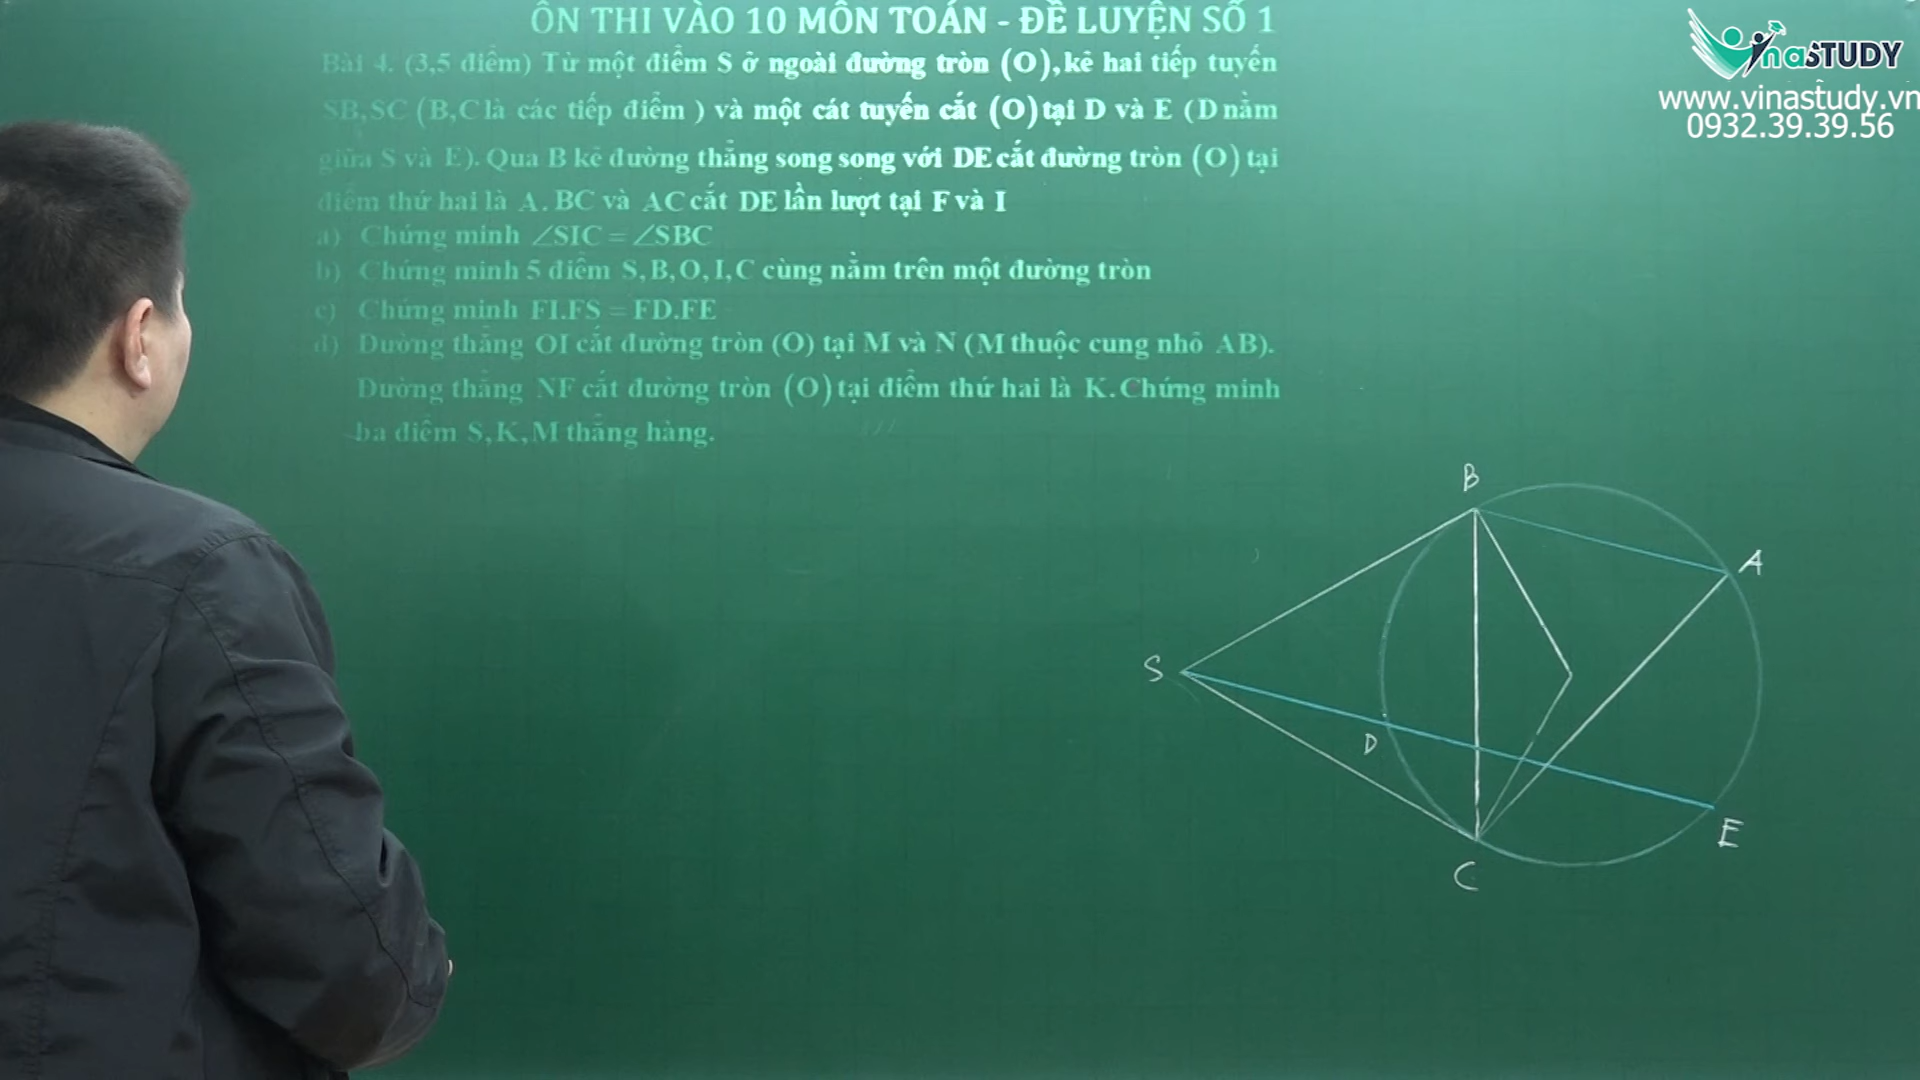 ÔN THI VÀO 10 MÔN TOÁN - ĐỀ LUYỆN SỐ 1
Bài 4. (3,5 điểm) Từ một điểm S ở ngoài đường tròn (O), kẻ hai tiếp tuyến
SB, SC (B, C là các tiếp điểm ) và một cát tuyến cắt (O) tại D và E (D nằm
giữa S và E). Qua B kẻ đường thẳng song song với DE cắt đường tròn (O) tại
điểm thứ hai là A. BC và AC cắt DE lần lượt tại F và I
a) Chứng minh ∠SIC = ∠SBC
b) Chứng minh 5 điểm S, B, O, I, C cùng nằm trên một đường tròn
c) Chứng minh FI.FS = FD.FE
d) Đường thẳng OI cắt đường tròn (O) tại M và N (M thuộc cung nhỏ AB).
Đường thẳng NF cắt đường tròn (O) tại điểm thứ hai là K. Chứng minh
ba điểm S, K, M thẳng hàng.
VinaSTUDY
www.vinastudy.vn
0932.39.39.56
B
A
S
D
E
C